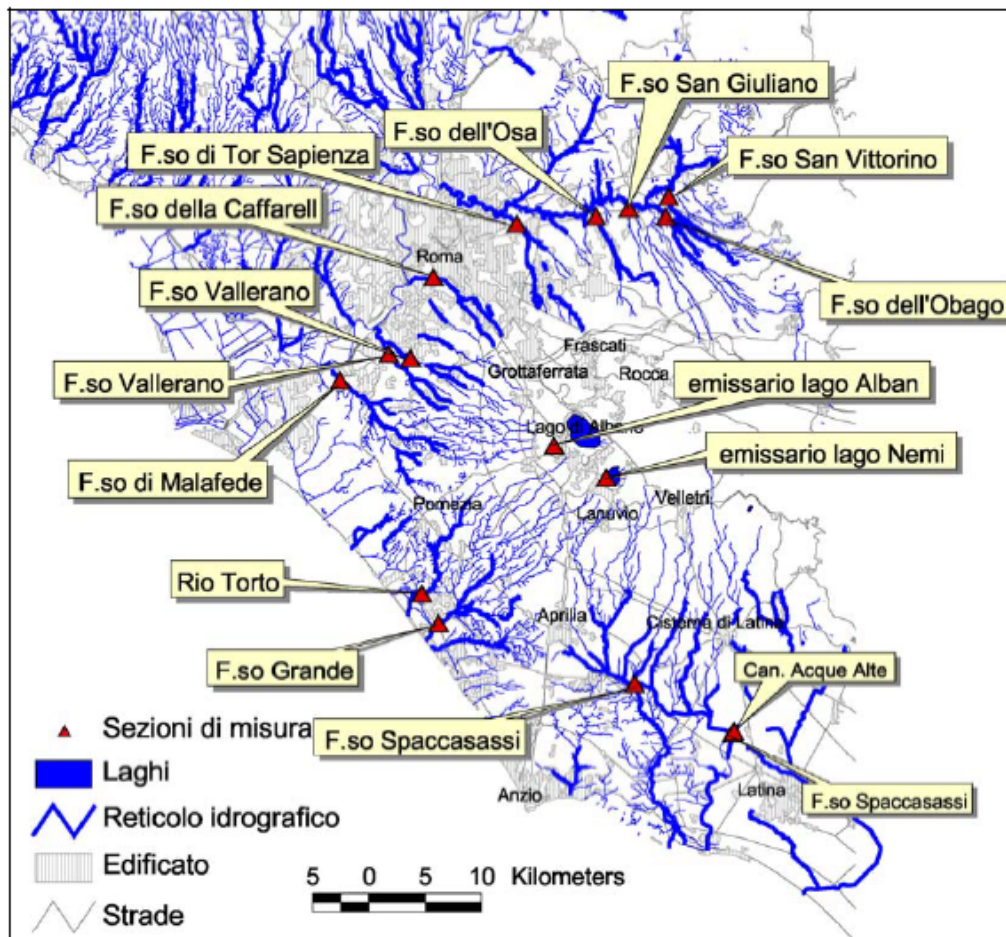 F.so San Giuliano
F.so dell'Osa
F.so di Tor Sapienza
F.so San Vittorino
F.so della Caffarell
Roma
F.so Vallerano
F.so dell'Obago
Frascati
F.so Vallerano
Grottaferrata
Rocca
emissario lago Alban
Lago di Albano
F.so di Malafede
emissario lago Nemi
Pomezia
Velletri
Lanuvio
Rio Torto
Aprilia
Cisterna di Latina
F.so Grande
Can. Acque Alte
Sezioni di misura
F.so Spaccasassi
Laghi
Anzio
Latina
F.so Spaccasassi
Reticolo idrografico
Edificato
5 0 5 10 Kilometers
Strade